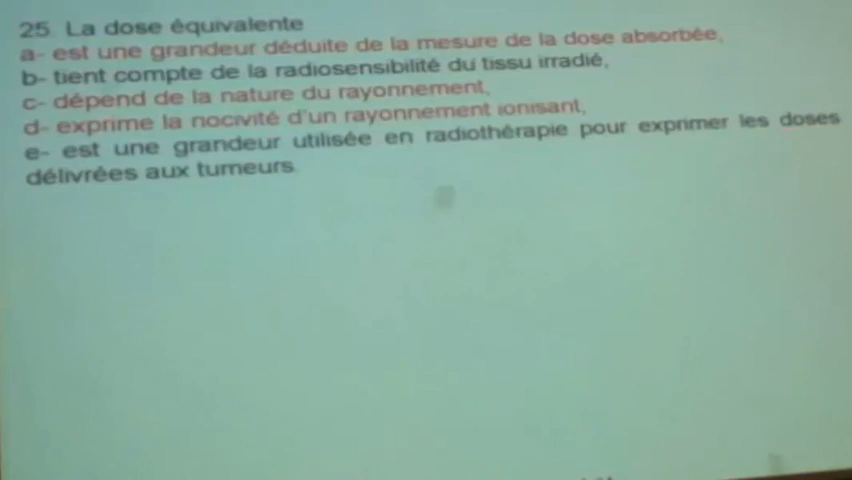 25. La dose équivalente
a- est une grandeur déduite de la mesure de la dose absorbée,
b- tient compte de la radiosensibilité du tissu irradié,
c- dépend de la nature du rayonnement,
d- exprime la nocivité d'un rayonnement ionisant,
e- est une grandeur utilisée en radiothérapie pour exprimer les doses
délivrées aux tumeurs.